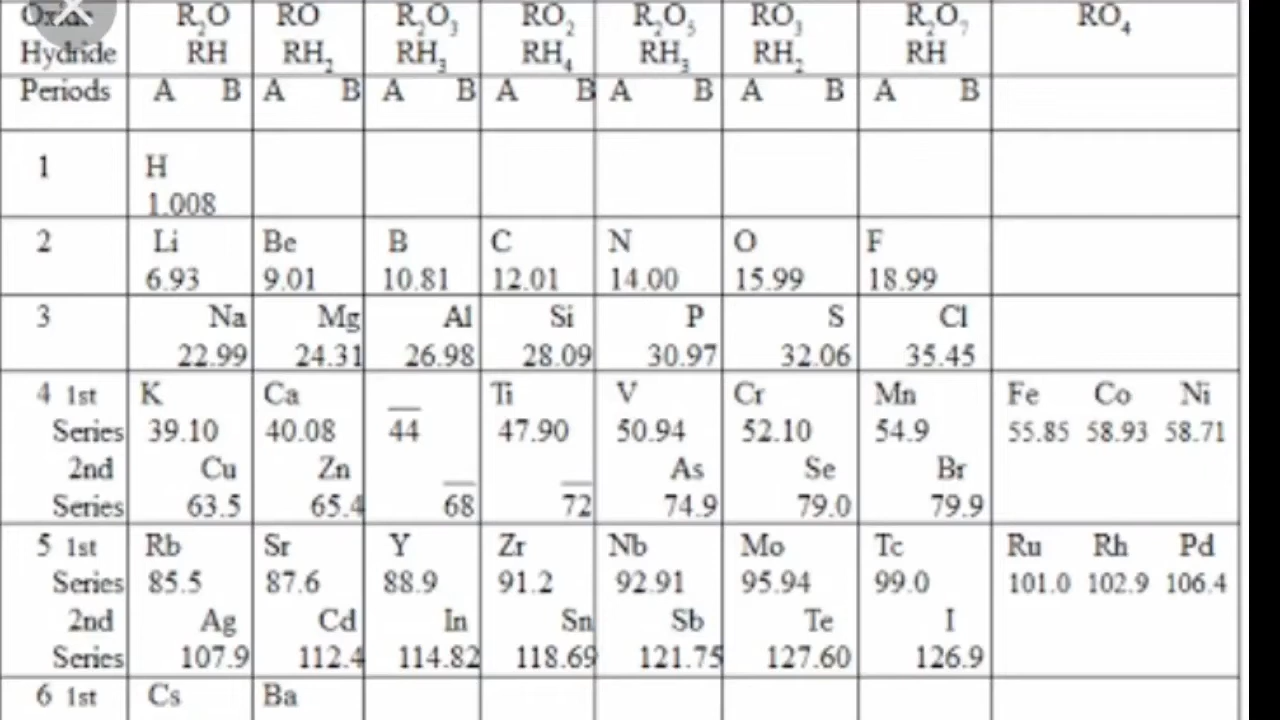 Oxide R₂O RO R₂O₃ RO₂ R₂O₅ RO₃ R₂O₇ RO₄
Hydride RH RH₂ RH₃ RH₄ RH₃ RH₂ RH
Periods A B A B A B A B A B A B A B
1 H
1.008
2 Li Be B C N O F
6.93 9.01 10.81 12.01 14.00 15.99 18.99
3 Na Mg Al Si P S Cl
22.99 24.31 26.98 28.09 30.97 32.06 35.45
4 1st K Ca __ Ti V Cr Mn Fe Co Ni
Series 39.10 40.08 44 47.90 50.94 52.10 54.9 55.85 58.93 58.71
2nd Cu Zn __ __ As Se Br
Series 63.5 65.4 68 72 74.9 79.0 79.9
5 1st Rb Sr Y Zr Nb Mo Tc Ru Rh Pd
Series 85.5 87.6 88.9 91.2 92.91 95.94 99.0 101.0 102.9 106.4
2nd Ag Cd In Sn Sb Te I
Series 107.9 112.4 114.82 118.69 121.75 127.60 126.9
6 1st Cs Ba